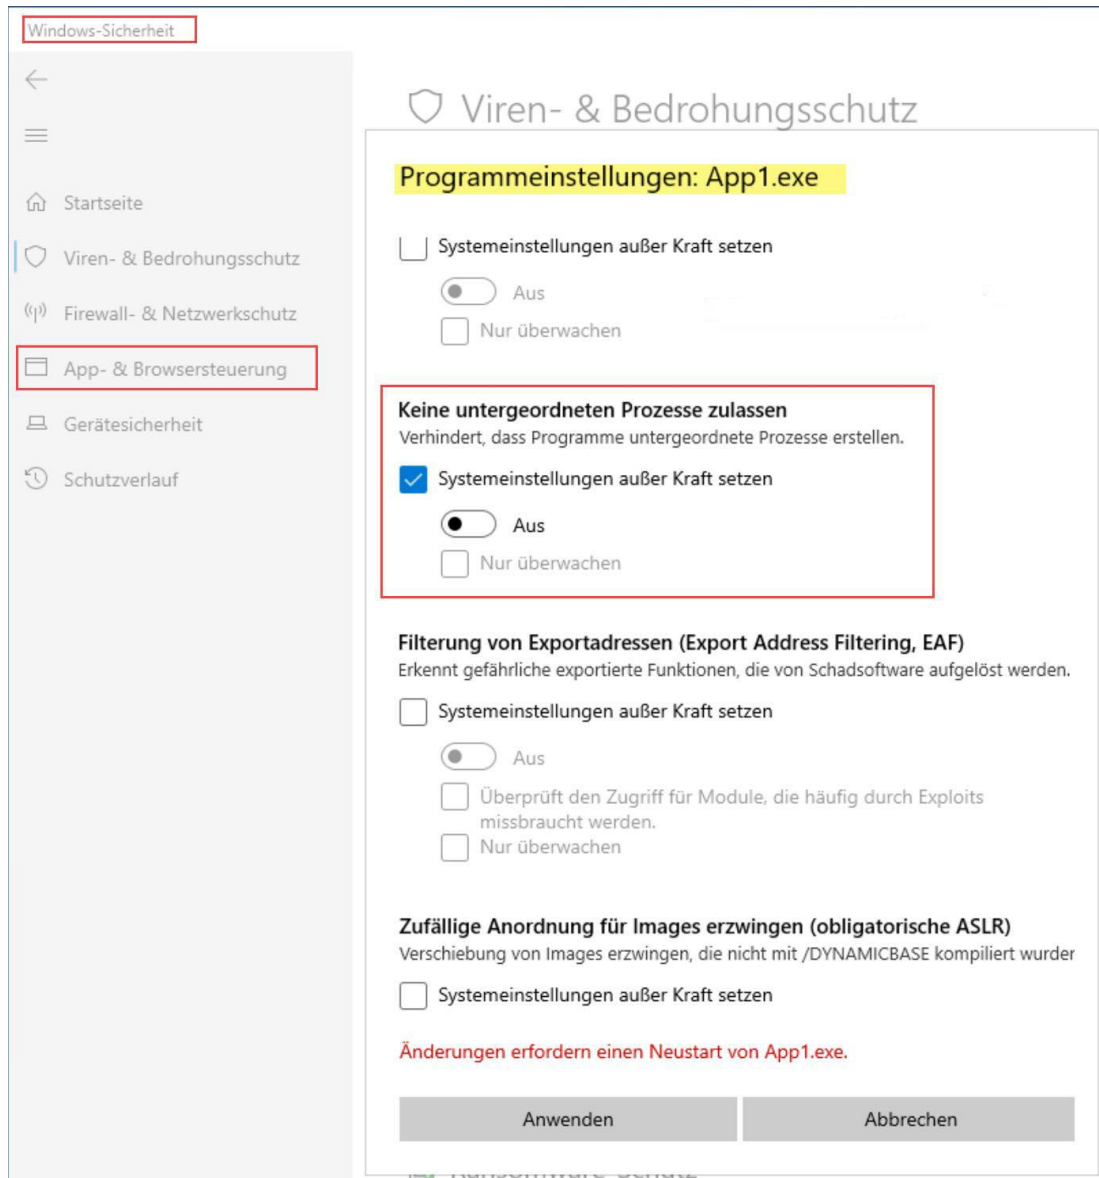 Windows-Sicherheit
Viren- & Bedrohungsschutz
Startseite
Viren- & Bedrohungsschutz
Firewall- & Netzwerkschutz
App- & Browsersteuerung
Gerätesicherheit
Schutzverlauf
Programmeinstellungen: App1.exe
Systemeinstellungen außer Kraft setzen
Aus
Nur überwachen
Keine untergeordneten Prozesse zulassen
Verhindert, dass Programme untergeordnete Prozesse erstellen.
Systemeinstellungen außer Kraft setzen
Aus
Nur überwachen
Filterung von Exportadressen (Export Address Filtering, EAF)
Erkennt gefährliche exportierte Funktionen, die von Schadsoftware aufgelöst werden.
Systemeinstellungen außer Kraft setzen
Aus
Überprüft den Zugriff für Module, die häufig durch Exploits
missbraucht werden.
Nur überwachen
Zufällige Anordnung für Images erzwingen (obligatorische ASLR)
Verschiebung von Images erzwingen, die nicht mit /DYNAMICBASE kompiliert wurder
Systemeinstellungen außer Kraft setzen
Änderungen erfordern einen Neustart von App1.exe.
Anwenden
Abbrechen
Ransomware-Schutz